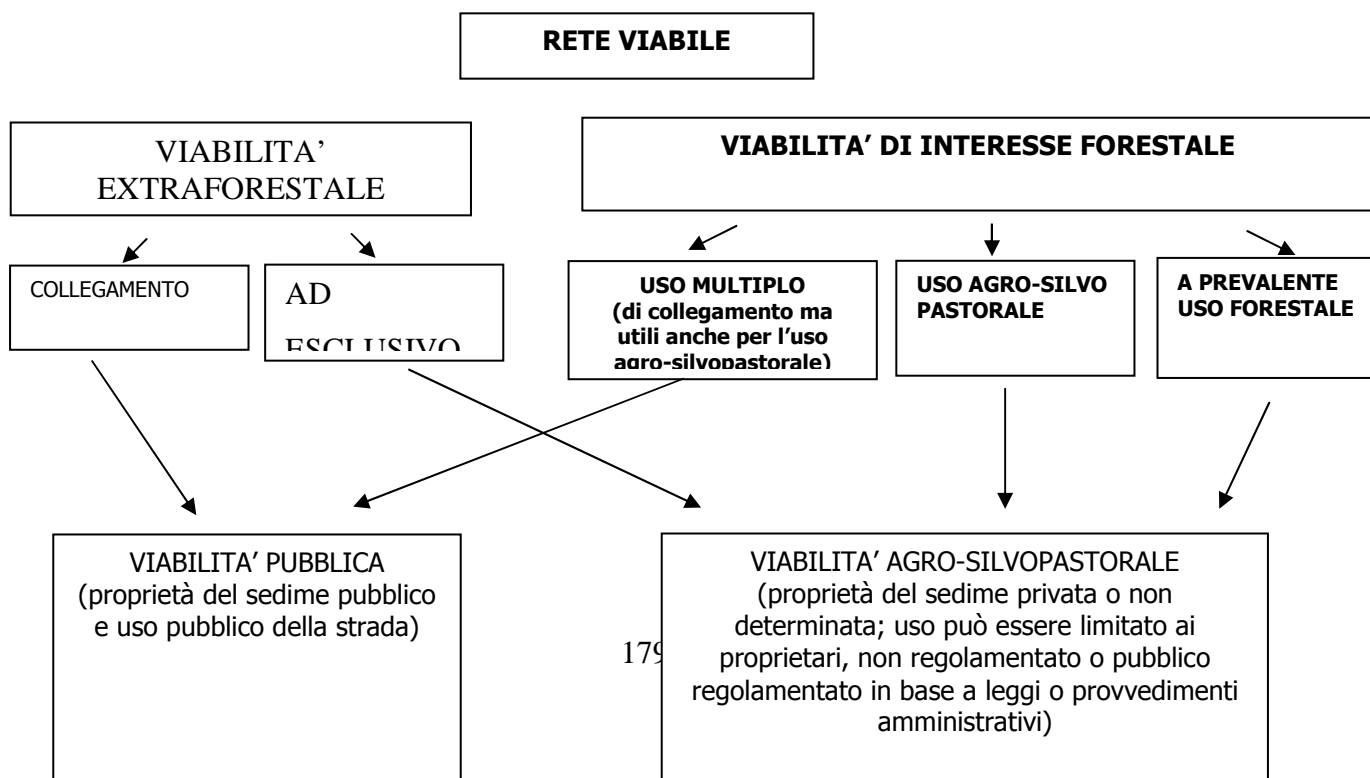 RETE VIABILE
VIABILITA’
EXTRAFORESTALE
VIABILITA’ DI INTERESSE FORESTALE
COLLEGAMENTO
AD
ESCLUSIVO
USO MULTIPLO
(di collegamento ma
utili anche per l’uso
agro-silvopastorale)
USO AGRO-SILVO
PASTORALE
A PREVALENTE
USO FORESTALE
VIABILITA’ PUBBLICA
(proprietà del sedime pubblico
e uso pubblico della strada)
VIABILITA’ AGRO-SILVOPASTORALE
(proprietà del sedime privata o non
determinata; uso può essere limitato ai
proprietari, non regolamentato o pubblico
regolamentato in base a leggi o provvedimenti
amministrativi)
179